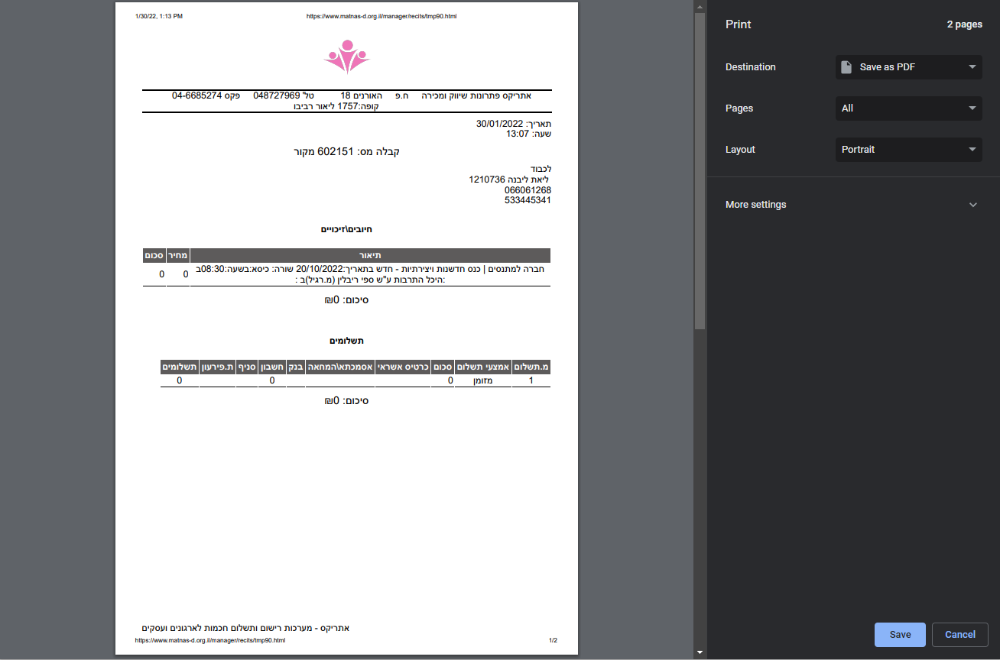 1/30/22, 1:13 PM https://www.matnas-d.org.il/manager/recits/tmp90.html
אתריקס פתרונות שיווק ומכירה ח.פ האורנים 18 טל' 048727969 פקס 04-6685274
קופה:1757 ליאור רביבו
תאריך: 30/01/2022
שעה: 13:07
קבלה מס: 602151 מקור
לכבוד
ליאת ליבנה 1210736
066061268
533445341
חיובים\זיכויים
תיאור מחיר סכום
חברה למתנסים | כנס חדשנות ויצירתיות - חדש בתאריך:20/10/2022 שורה: כיסא:בשעה:08:30ב 0 0
:היכל התרבות ע"ש ספי ריבלין (מ.רגיל)ב :
סיכום: 0₪
תשלומים
מ.תשלום אמצעי תשלום סכום כרטיס אשראי אסמכתא\המחאה בנק חשבון סניף ת.פירעון תשלומים
1 מזומן 0 0 0
סיכום: 0₪
אתריקס - מערכות רישום ותשלום חכמות לארגונים ועסקים
https://www.matnas-d.org.il/manager/recits/tmp90.html 1/2
Print 2 pages
Destination Save as PDF
Pages All
Layout Portrait
More settings
Save Cancel